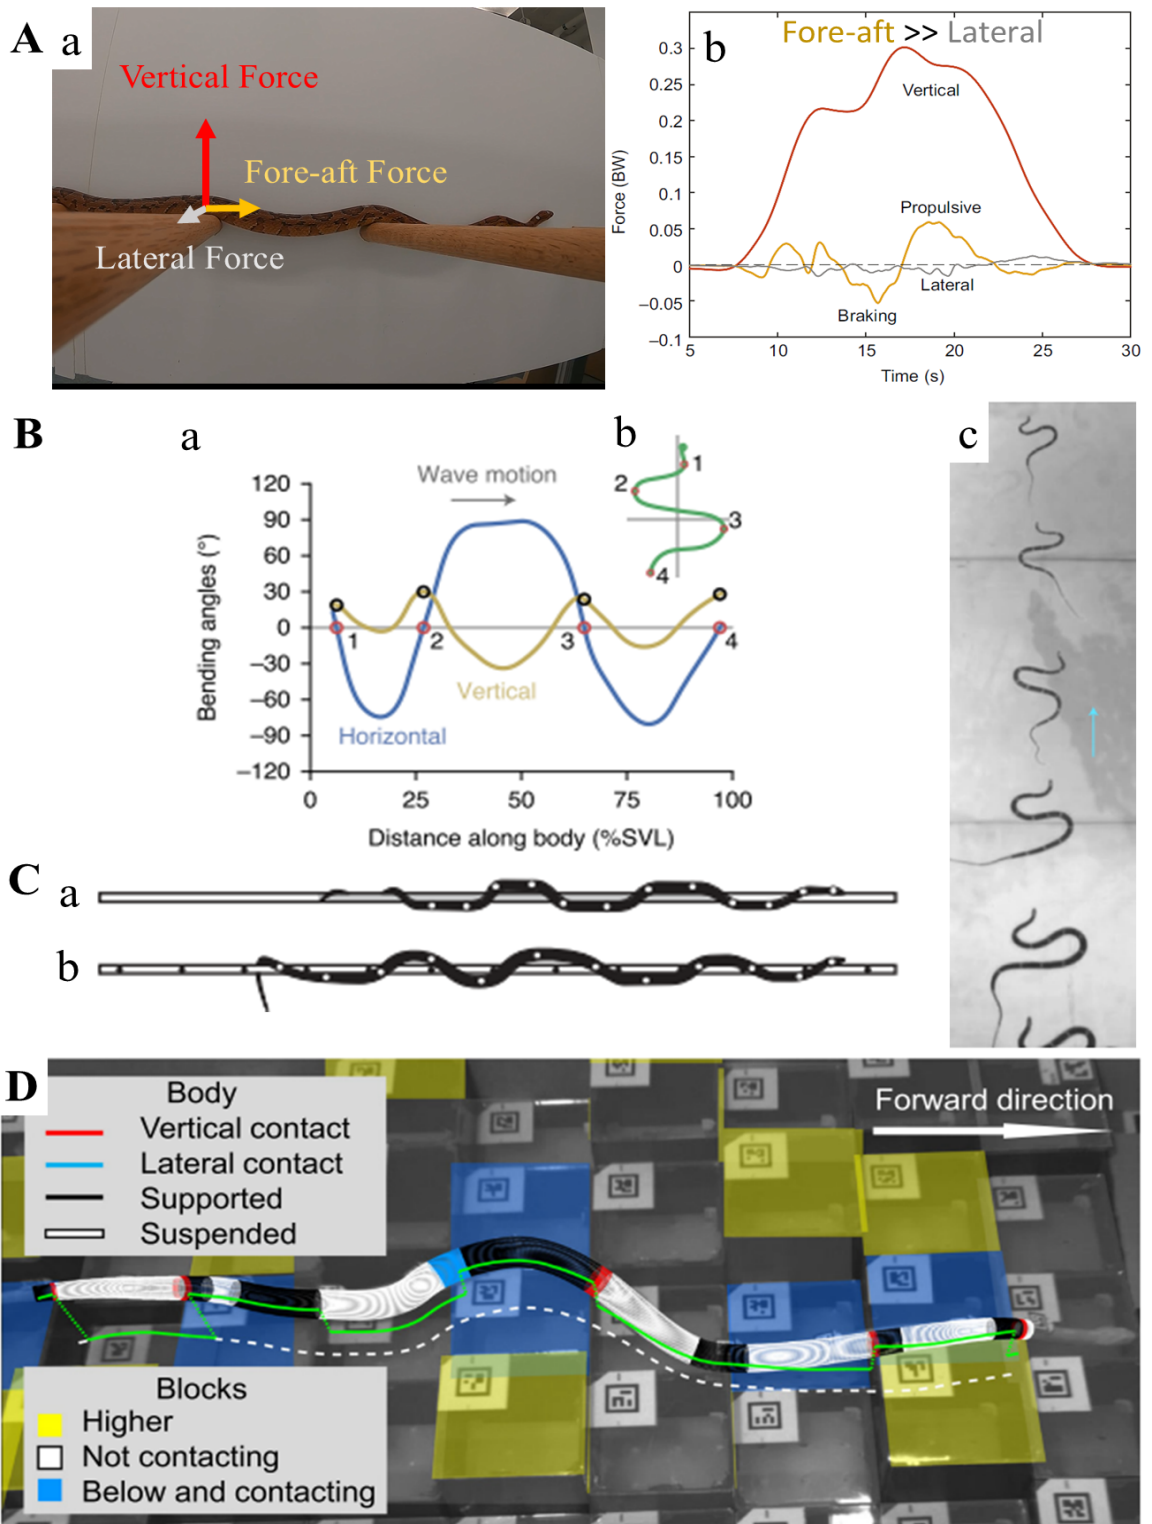 A
a
Vertical Force
Fore-aft Force
Lateral Force
b
Fore-aft >> Lateral
0.3
0.25
0.2
0.15
0.1
0.05
0
−0.05
−0.1
Force (BW)
Vertical
Propulsive
Lateral
Braking
5 10 15 20 25 30
Time (s)
B
a
Wave motion
120
90
60
30
0
−30
−60
−90
−120
Bending angles (°)
1 2 3 4
Vertical
Horizontal
0 25 50 75 100
Distance along body (%SVL)
b
1
2
3
4
c
C
a
b
D
Body
Vertical contact
Lateral contact
Supported
Suspended
Forward direction
Blocks
Higher
Not contacting
Below and contacting